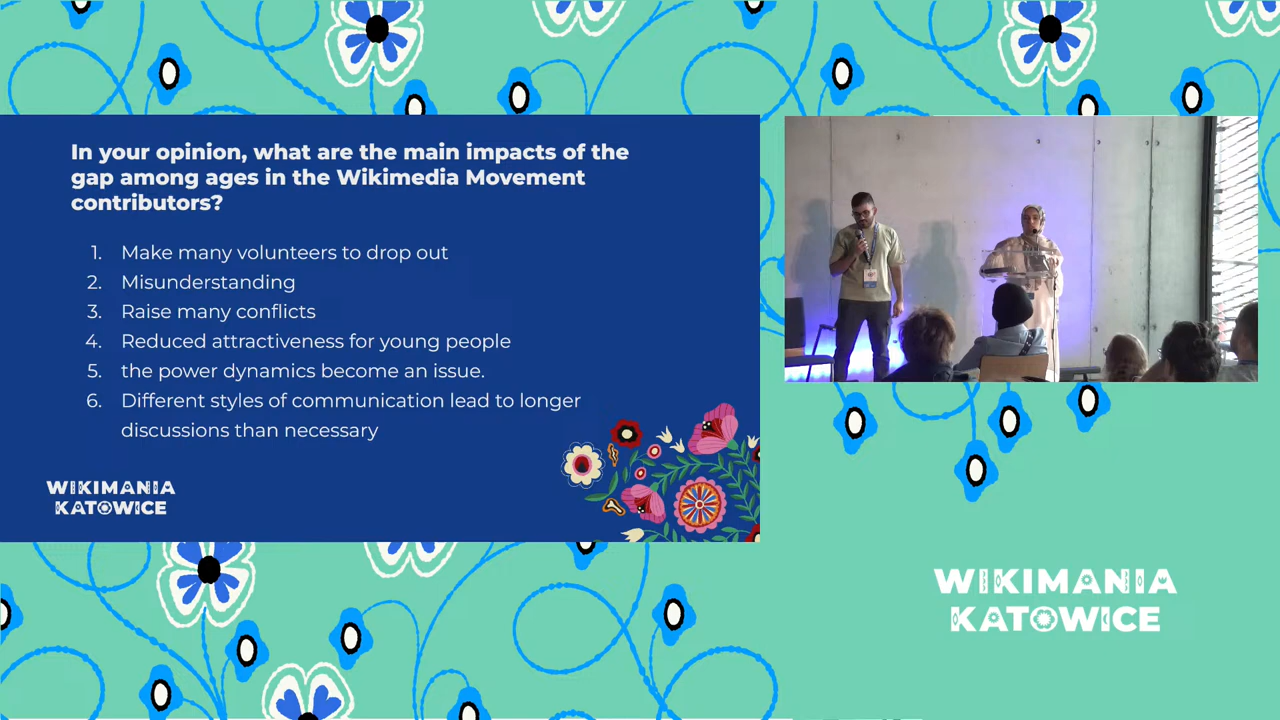 In your opinion, what are the main impacts of the
gap among ages in the Wikimedia Movement
contributors?
1. Make many volunteers to drop out
2. Misunderstanding
3. Raise many conflicts
4. Reduced attractiveness for young people
5. the power dynamics become an issue.
6. Different styles of communication lead to longer
discussions than necessary
WIKIMANIA
KATOWICE
WIKIMANIA
KATOWICE